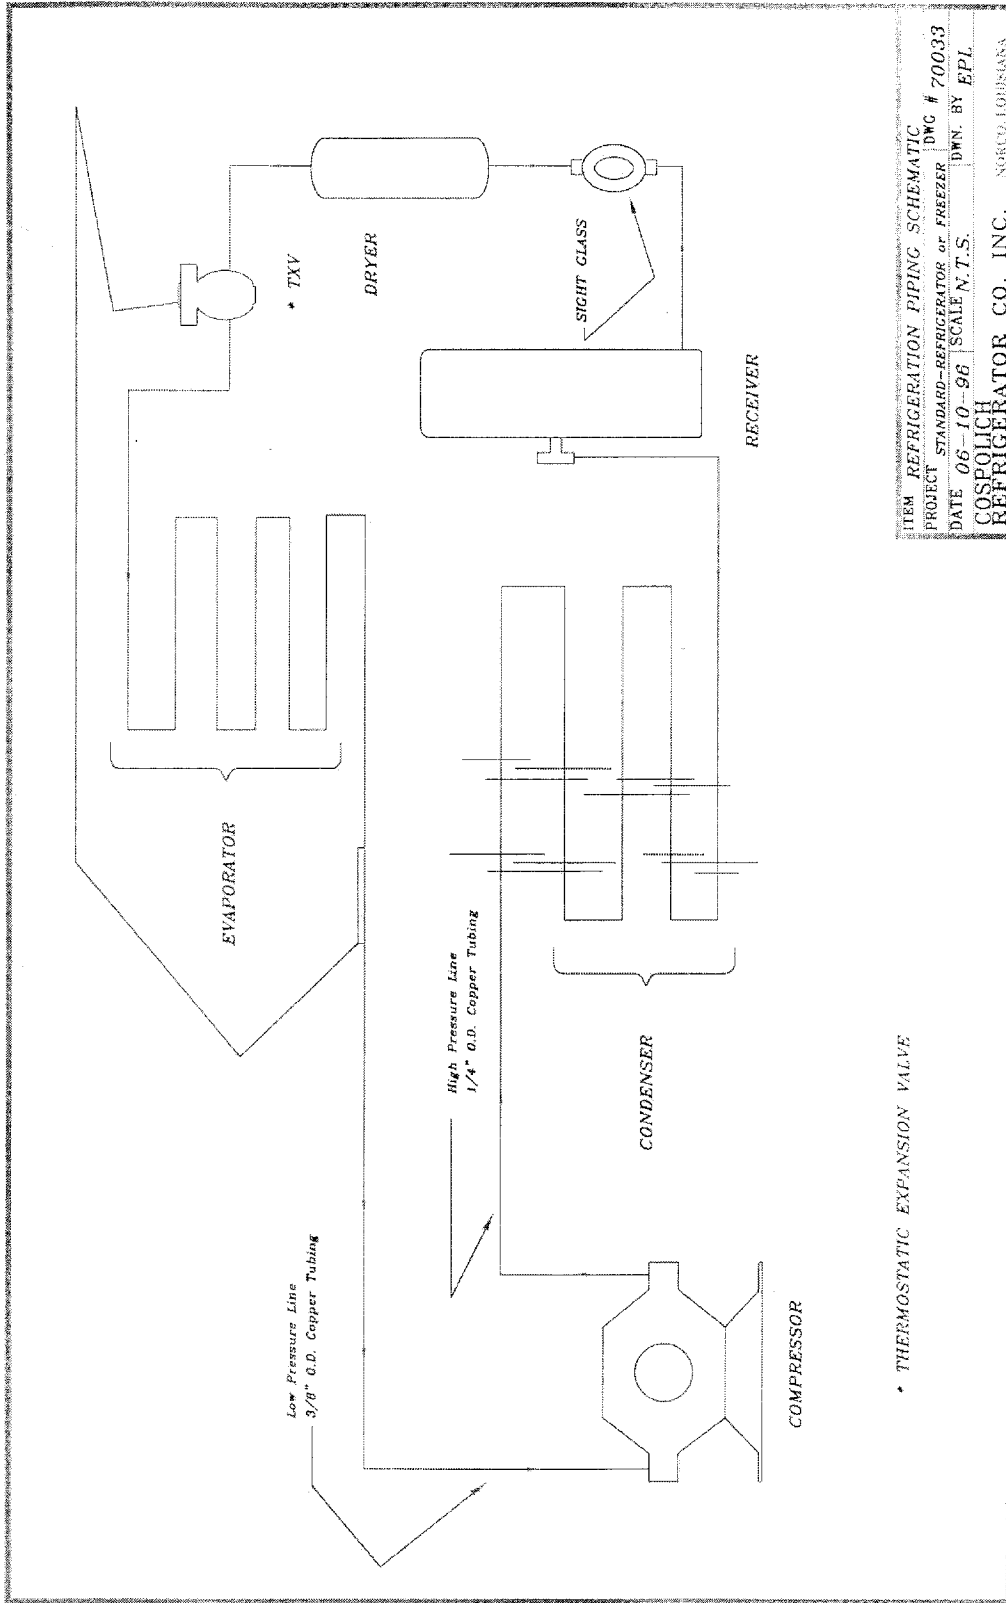 * TXV
DRYER
SIGHT GLASS
RECEIVER
EVAPORATOR
High Pressure Line
1/4" O.D. Copper Tubing
CONDENSER
Low Pressure Line
3/8" O.D. Copper Tubing
COMPRESSOR
* THERMOSTATIC EXPANSION VALVE
ITEM REFRIGERATION PIPING SCHEMATIC
PROJECT STANDARD-REFRIGERATOR or FREEZER DWG # 70033
DATE 06-10-96 SCALE N.T.S. DWN. BY EPL
COSPOLICH
REFRIGERATOR CO. INC. NORCO, LOUISIANA